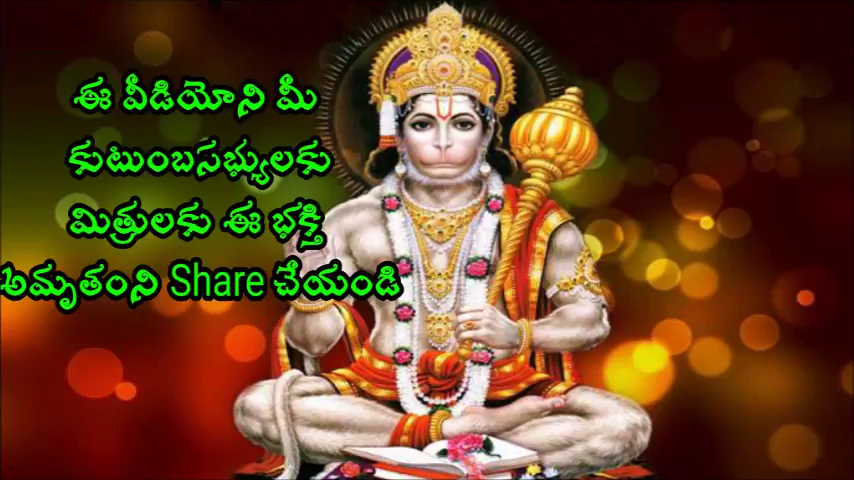 ఈ వీడియోని మీ
కుటుంబసభ్యులకు
మిత్రులకు ఈ భక్తి
అమృతంని Share చేయండి